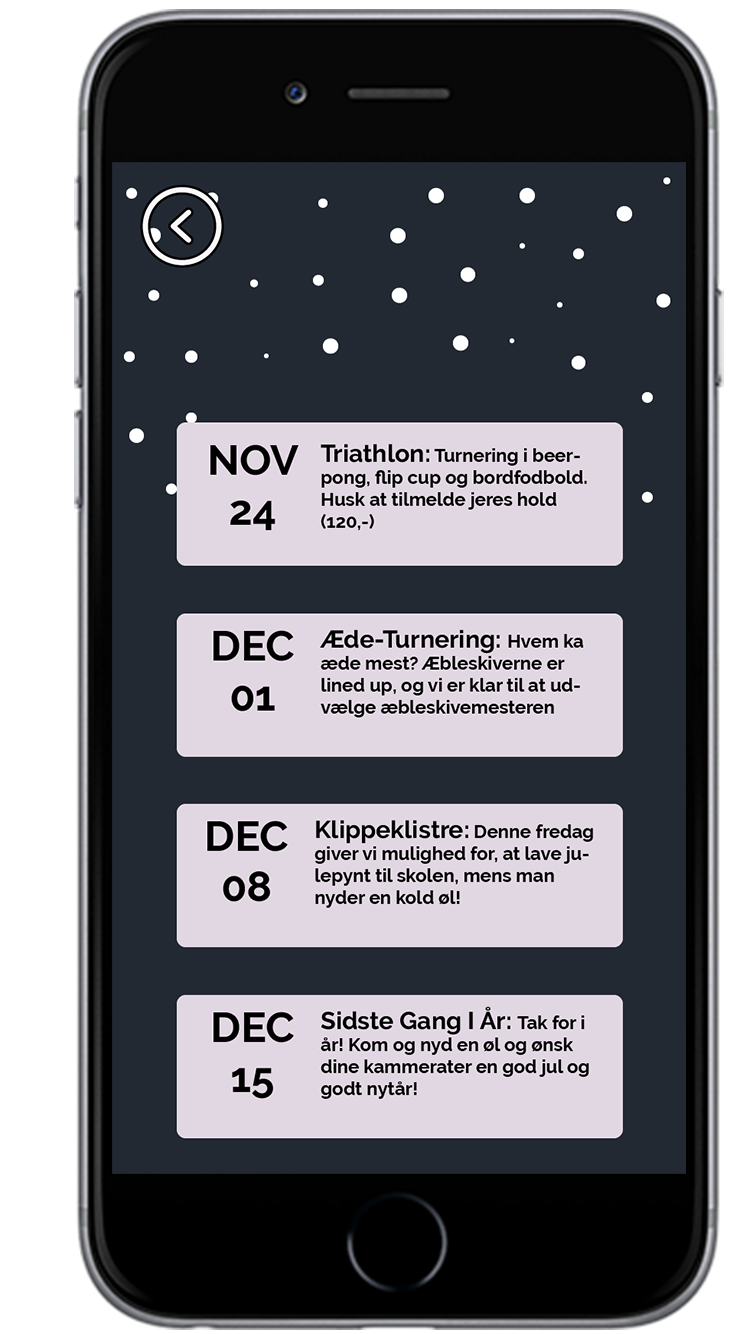 NOV
24
Triathlon: Turnering i beer-
pong, flip cup og bordfodbold.
Husk at tilmelde jeres hold
(120,-)
DEC
01
Æde-Turnering: Hvem ka
æde mest? Æbleskiverne er
lined up, og vi er klar til at ud-
vælge æbleskivemesteren
DEC
08
Klippeklistre: Denne fredag
giver vi mulighed for, at lave ju-
lepynt til skolen, mens man
nyder en kold øl!
DEC
15
Sidste Gang I År: Tak for i
år! Kom og nyd en øl og ønsk
dine kammerater en god jul og
godt nytår!